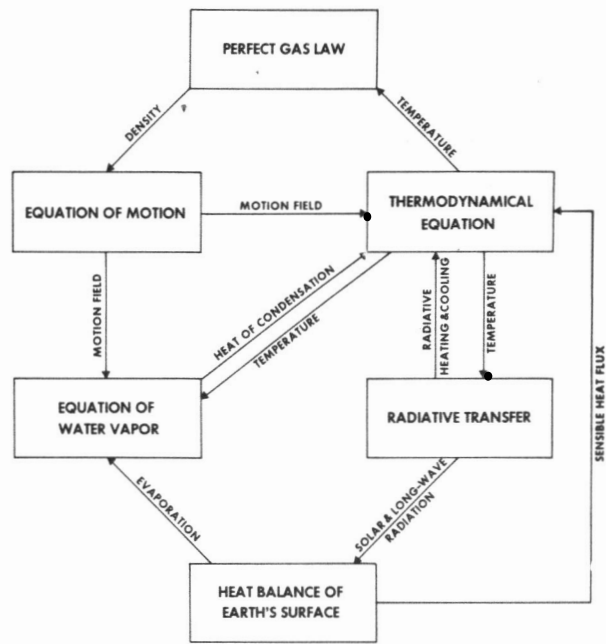 PERFECT GAS LAW
DENSITY
TEMPERATURE
EQUATION OF MOTION
MOTION FIELD
THERMODYNAMICAL
EQUATION
MOTION FIELD
HEAT OF CONDENSATION
TEMPERATURE
RADIATIVE
HEATING & COOLING
TEMPERATURE
SENSIBLE HEAT FLUX
EQUATION OF
WATER VAPOR
RADIATIVE TRANSFER
EVAPORATION
SOLAR & LONG-WAVE
RADIATION
HEAT BALANCE OF
EARTH'S SURFACE